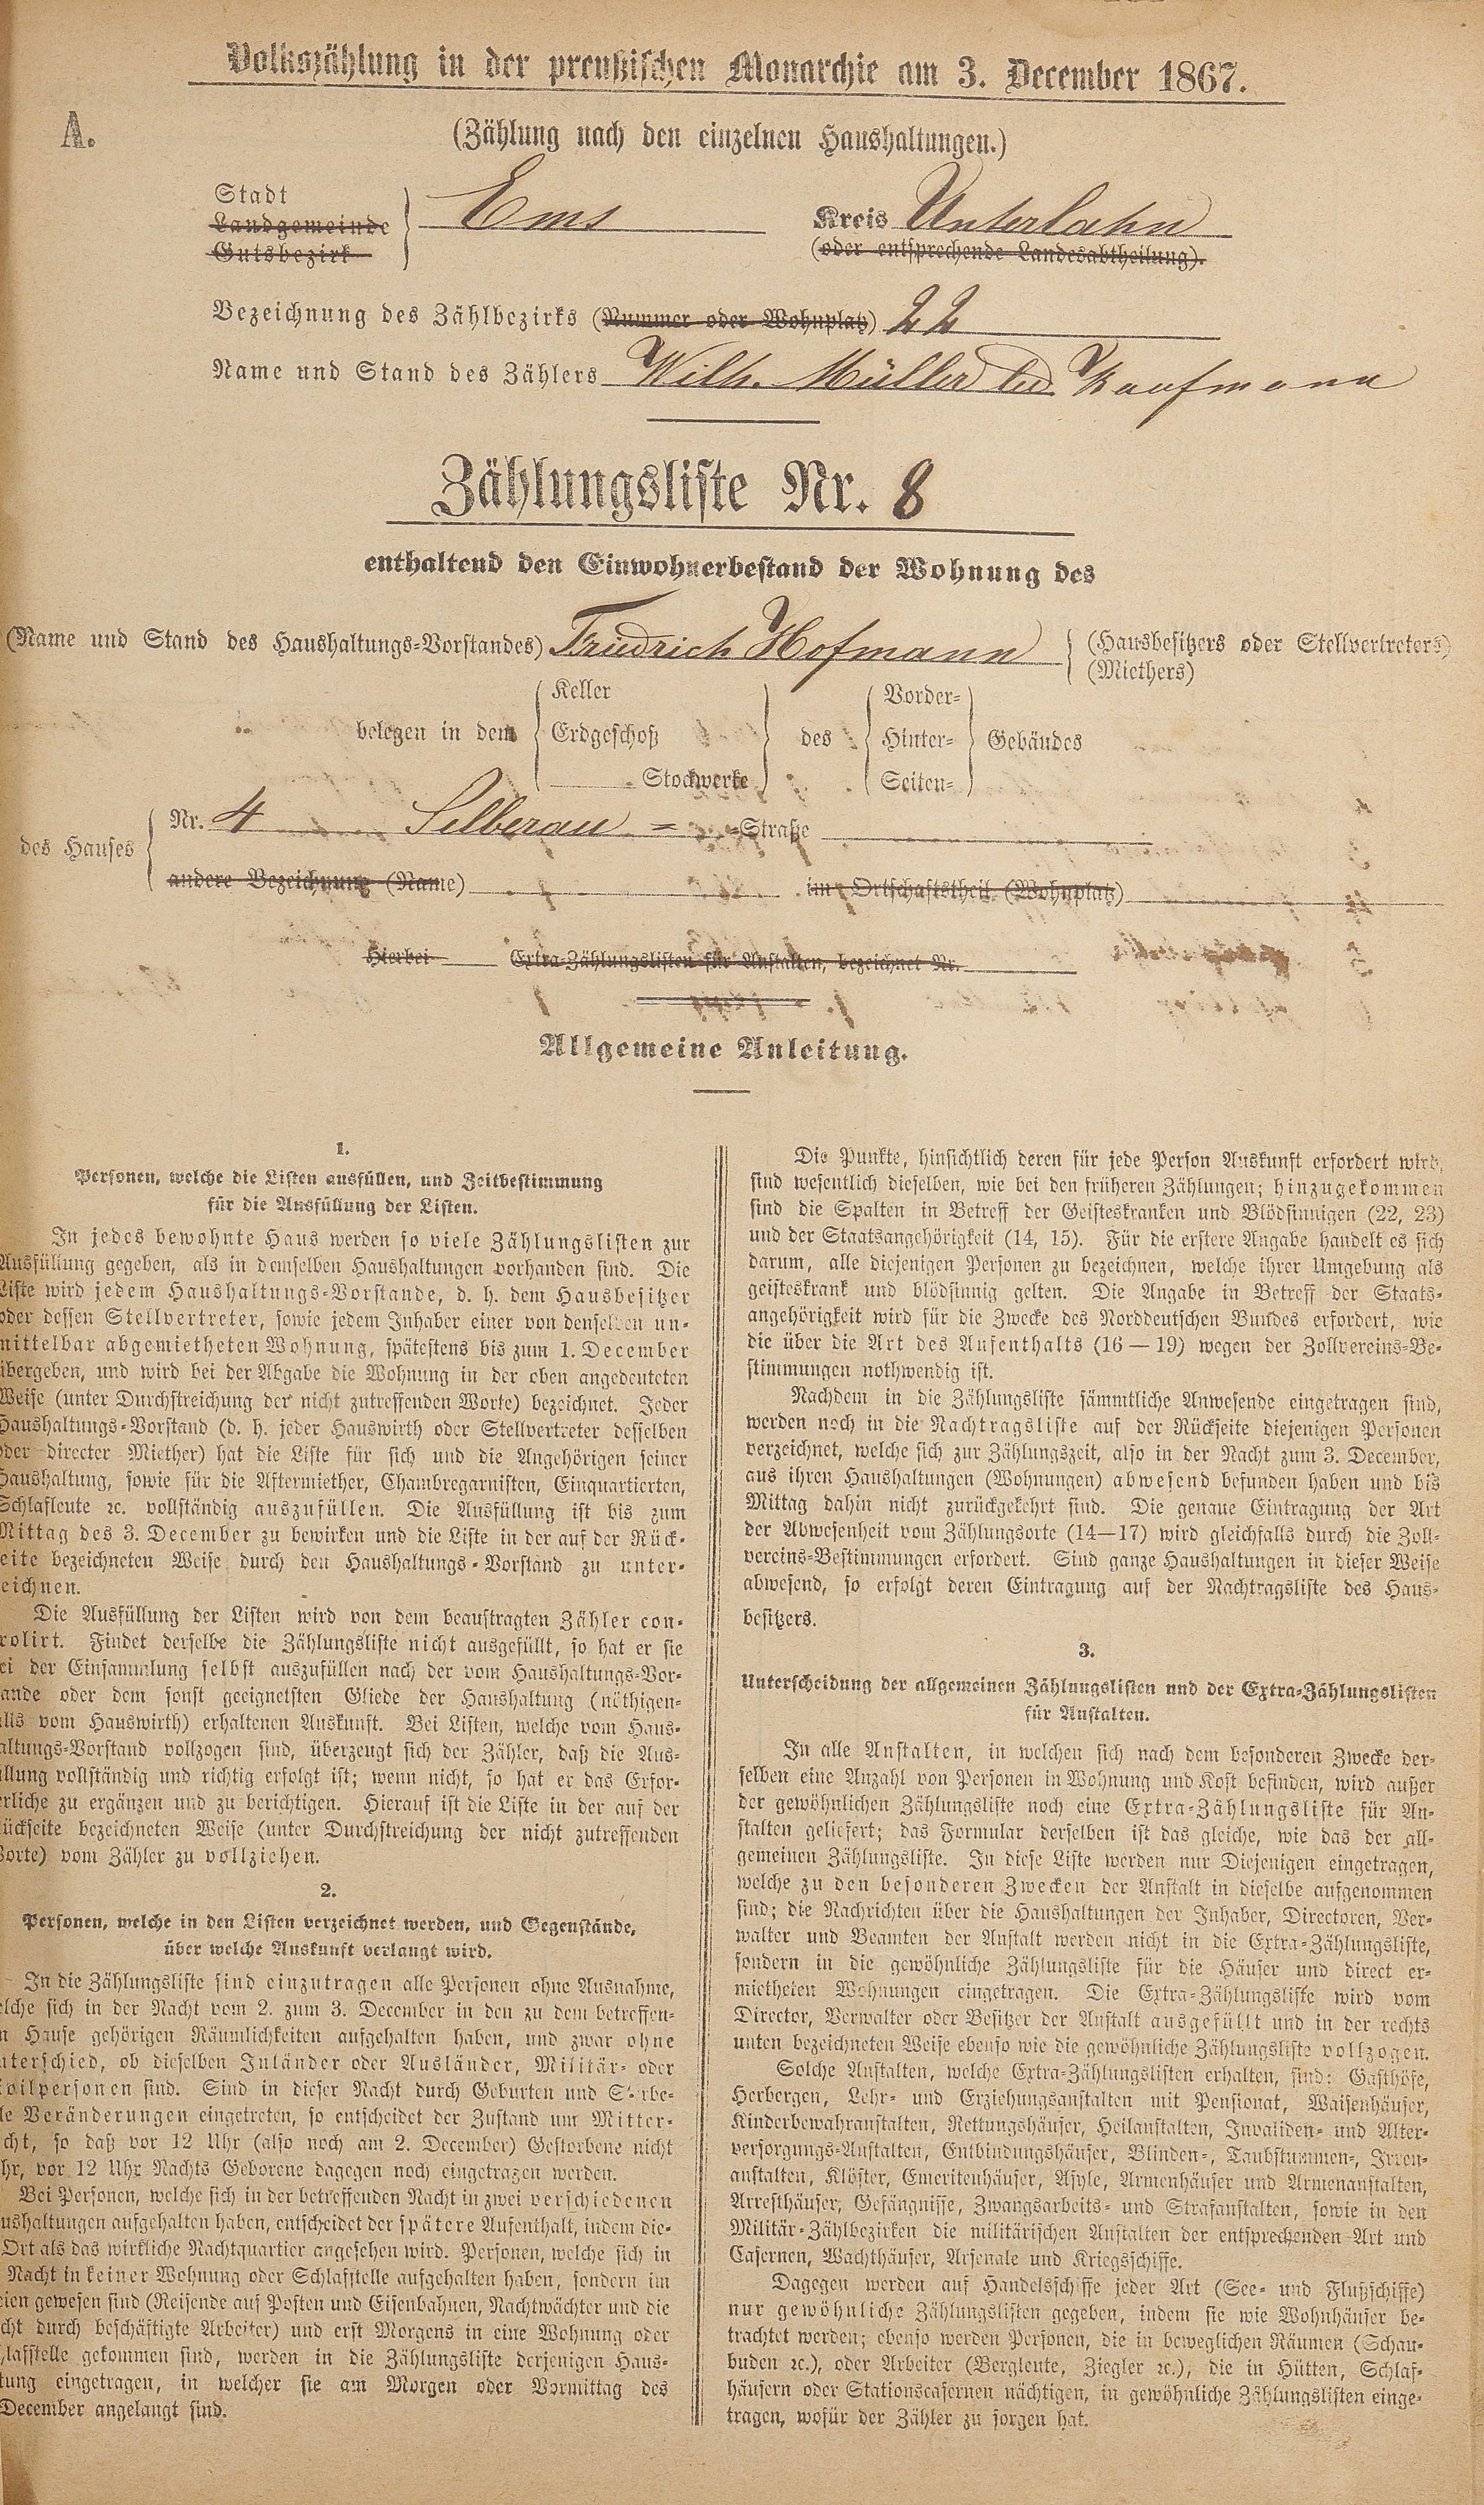 Volkszählung in der preußischen Monarchie am 3. December 1867.
A.
(Zählung nach den einzelnen Haushaltungen.)
Stadt
Landgemeinde
Gutsbezirk
Ems
Kreis Unterlahn
(oder entsprechende Landesabtheilung).
Bezeichnung des Zählbezirks (Nummer oder Wohnplatz) 22
Name und Stand des Zählers Wilh. Müller Kaufmann
Zählungsliste Nr. 8
enthaltend den Einwohnerbestand der Wohnung des
(Name und Stand des Haushaltungs-Vorstandes) Friedrich Hofmann (Hausbesitzers oder Stellvertreters)
(Miethers)
belegen in dem Keller Erdgeschoß Stockwerke des Vorder- Hinter- Seiten- Gebäudes
des Hauses Nr. 4 Silberau = -Straße
andere Bezeichnung (Name) im Ortschaftstheil (Wohnplatz)
Hierbei Extra-Zählungslisten für Anstalten, bezeichnet Nr.
Allgemeine Anleitung.
1.
Personen, welche die Listen ausfüllen, und Zeitbestimmung
für die Ausfüllung der Listen.
In jedes bewohnte Haus werden so viele Zählungslisten zur
Ausfüllung gegeben, als in demselben Haushaltungen vorhanden sind. Die
Liste wird jedem Haushaltungs-Vorstande, d. h. dem Hausbesitzer
oder dessen Stellvertreter, sowie jedem Inhaber einer von denselben un-
mittelbar abgemietheten Wohnung, spätestens bis zum 1. December
übergeben, und wird bei der Abgabe die Wohnung in der oben angedeuteten
Weise (unter Durchstreichung der nicht zutreffenden Worte) bezeichnet. Jeder
Haushaltungs-Vorstand (d. h. jeder Hauswirth oder Stellvertreter desselben
oder directer Miether) hat die Liste für sich und die Angehörigen seiner
Haushaltung, sowie für die Aftermiether, Chambregarnisten, Einquartierten,
Schlafleute ꝛc. vollständig auszufüllen. Die Ausfüllung ist bis zum
Mittag des 3. December zu bewirken und die Liste in der auf der Rück-
eite bezeichneten Weise durch den Haushaltungs-Vorstand zu unter-
eichnen.
Die Ausfüllung der Listen wird von dem beauftragten Zähler con-
rolirt. Findet derselbe die Zählungsliste nicht ausgefüllt, so hat er sie
ei der Einsammlung selbst auszufüllen nach der vom Haushaltungs-Vor-
ande oder dem sonst geeignetsten Gliede der Haushaltung (nöthigen-
lls vom Hauswirth) erhaltenen Auskunft. Bei Listen, welche vom Haus-
altungs-Vorstand vollzogen sind, überzeugt sich der Zähler, daß die Aus-
üllung vollständig und richtig erfolgt ist; wenn nicht, so hat er das Erfor-
erliche zu ergänzen und zu berichtigen. Hierauf ist die Liste in der auf der
ückseite bezeichneten Weise (unter Durchstreichung der nicht zutreffenden
Worte) vom Zähler zu vollziehen.
2.
Personen, welche in den Listen verzeichnet werden, und Gegenstände,
über welche Auskunft verlangt wird.
In die Zählungsliste sind einzutragen alle Personen ohne Ausnahme,
elche sich in der Nacht vom 2. zum 3. December in den zu dem betreffen-
n Hause gehörigen Räumlichkeiten aufgehalten haben, und zwar ohne
nterschied, ob dieselben Inländer oder Ausländer, Militär- oder
ivilpersonen sind. Sind in dieser Nacht durch Geburten und Sterbe-
le Veränderungen eingetreten, so entscheidet der Zustand um Mitter-
cht, so daß vor 12 Uhr (also noch am 2. December) Gestorbene nicht
hr, vor 12 Uhr Nachts Geborene dagegen noch eingetragen werden.
Bei Personen, welche sich in der betreffenden Nacht in zwei verschiedenen
ushaltungen aufgehalten haben, entscheidet der spätere Aufenthalt, indem die-
Ort als das wirkliche Nachtquartier angesehen wird. Personen, welche sich in
Nacht in keiner Wohnung oder Schlafstelle aufgehalten haben, sondern im
eien gewesen sind (Reisende auf Posten und Eisenbahnen, Nachtwächter und die
cht durch beschäftigte Arbeiter) und erst Morgens in eine Wohnung oder
lafstelle gekommen sind, werden in die Zählungsliste derjenigen Haus-
tung eingetragen, in welcher sie am Morgen oder Vormittag des
December angelangt sind.
Die Punkte, hinsichtlich deren für jede Person Auskunft erfordert wird,
sind wesentlich dieselben, wie bei den früheren Zählungen; hinzugekommen
sind die Spalten in Betreff der Geisteskranken und Blödsinnigen (22, 23)
und der Staatsangehörigkeit (14, 15). Für die erstere Angabe handelt es sich
darum, alle diejenigen Personen zu bezeichnen, welche ihrer Umgebung als
geisteskrank und blödsinnig gelten. Die Angabe in Betreff der Staats-
angehörigkeit wird für die Zwecke des Norddeutschen Bundes erfordert, wie
die über die Art des Aufenthalts (16—19) wegen der Zollvereins-Be-
stimmungen nothwendig ist.
Nachdem in die Zählungsliste sämmtliche Anwesende eingetragen sind,
werden noch in die Nachtragsliste auf der Rückseite diejenigen Personen
verzeichnet, welche sich zur Zählungszeit, also in der Nacht zum 3. December,
aus ihren Haushaltungen (Wohnungen) abwesend befunden haben und bis
Mittag dahin nicht zurückgekehrt sind. Die genaue Eintragung der Art
der Abwesenheit vom Zählungsorte (14—17) wird gleichfalls durch die Zoll-
vereins-Bestimmungen erfordert. Sind ganze Haushaltungen in dieser Weise
abwesend, so erfolgt deren Eintragung auf der Nachtragsliste des Haus-
besitzers.
3.
Unterscheidung der allgemeinen Zählungslisten und der Extra-Zählungslisten
für Anstalten.
In alle Anstalten, in welchen sich nach dem besonderen Zwecke der-
selben eine Anzahl von Personen in Wohnung und Kost befinden, wird außer
der gewöhnlichen Zählungsliste noch eine Extra-Zählungsliste für An-
stalten geliefert; das Formular derselben ist das gleiche, wie das der all-
gemeinen Zählungsliste. In diese Liste werden nur Diejenigen eingetragen,
welche zu den besonderen Zwecken der Anstalt in dieselbe aufgenommen
sind; die Nachrichten über die Haushaltungen der Inhaber, Directoren, Ver-
walter und Beamten der Anstalt werden nicht in die Extra-Zählungsliste,
sondern in die gewöhnliche Zählungsliste für die Häuser und direct er-
mietheten Wohnungen eingetragen. Die Extra-Zählungsliste wird vom
Director, Verwalter oder Besitzer der Anstalt ausgefüllt und in der rechts
unten bezeichneten Weise ebenso wie die gewöhnliche Zählungsliste vollzogen.
Solche Anstalten, welche Extra-Zählungslisten erhalten, sind: Gasthöfe,
Herbergen, Lehr- und Erziehungsanstalten mit Pensionat, Waisenhäuser,
Kinderbewahranstalten, Rettungshäuser, Heilanstalten, Invaliden- und Alter-
versorgungs-Anstalten, Entbindungshäuser, Blinden-, Taubstummen-, Irren-
anstalten, Klöster, Emeritenhäuser, Asyle, Armenhäuser und Armenanstalten,
Arresthäuser, Gefängnisse, Zwangsarbeits- und Strafanstalten, sowie in den
Militär-Zählbezirken die militärischen Anstalten der entsprechenden Art und
Casernen, Wachthäuser, Arsenale und Kriegsschiffe.
Dagegen werden auf Handelsschiffe jeder Art (See- und Flußschiffe)
nur gewöhnliche Zählungslisten gegeben, indem sie wie Wohnhäuser be-
trachtet werden; ebenso werden Personen, die in beweglichen Räumen (Schau-
buden ꝛc.), oder Arbeiter (Bergleute, Ziegler ꝛc.), die in Hütten, Schlaf-
häusern oder Stationscasernen nächtigen, in gewöhnliche Zählungslisten einge-
tragen, wofür der Zähler zu sorgen hat.